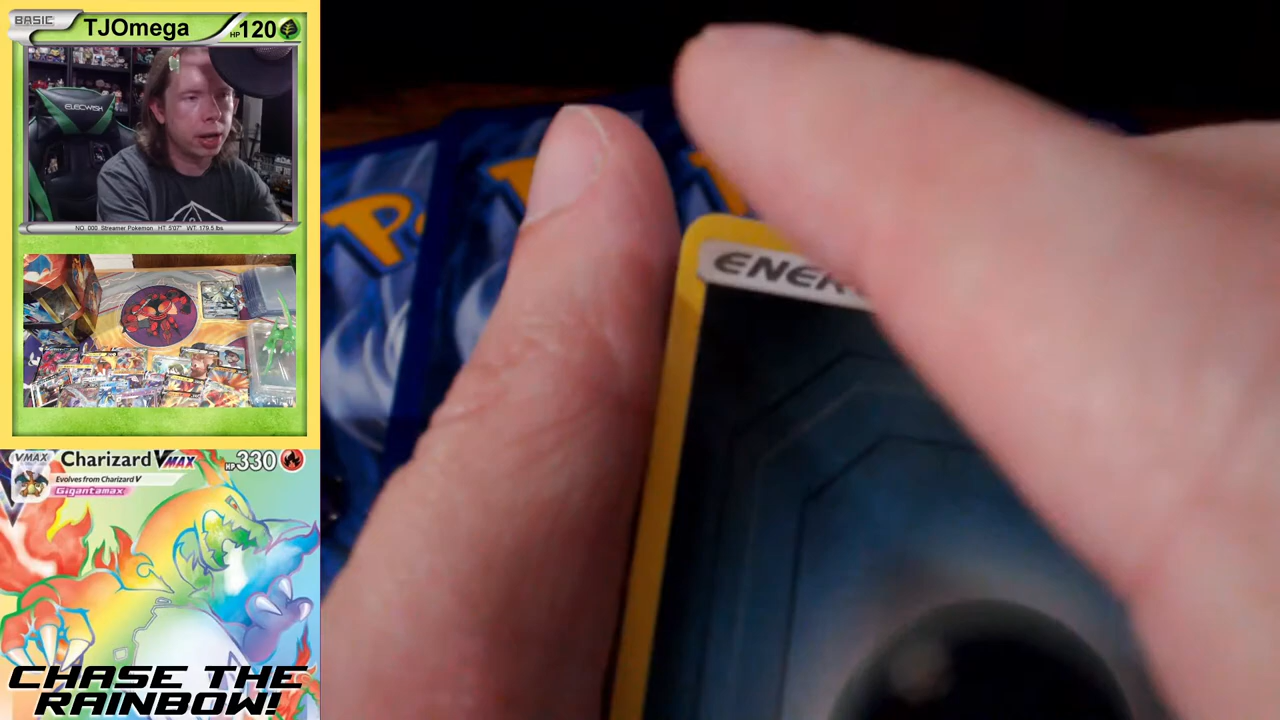 BASIC
TJOmega
HP120
ELECWISH
NO. 000 Streamer Pokemon HT 5'07" WT: 179.5 lbs.
VMAX
Charizard VMAX
HP330
Evolves from Charizard V
Gigantamax
CHASE THE
RAINBOW!
ENER
P